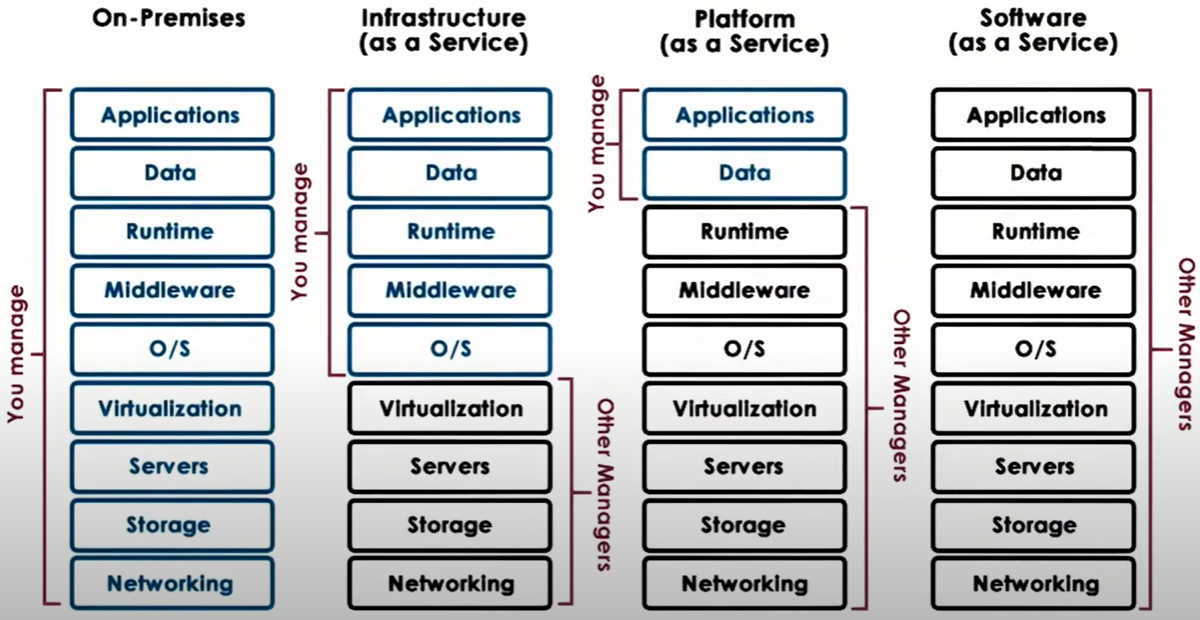 On-Premises
Infrastructure
(as a Service)
Platform
(as a Service)
Software
(as a Service)
You manage
Applications
Data
Runtime
Middleware
O/S
Virtualization
Servers
Storage
Networking
You manage
Applications
Data
Runtime
Middleware
O/S
Virtualization
Servers
Storage
Networking
Other Managers
You manage
Applications
Data
Runtime
Middleware
O/S
Virtualization
Servers
Storage
Networking
Other Managers
Applications
Data
Runtime
Middleware
O/S
Virtualization
Servers
Storage
Networking
Other Managers